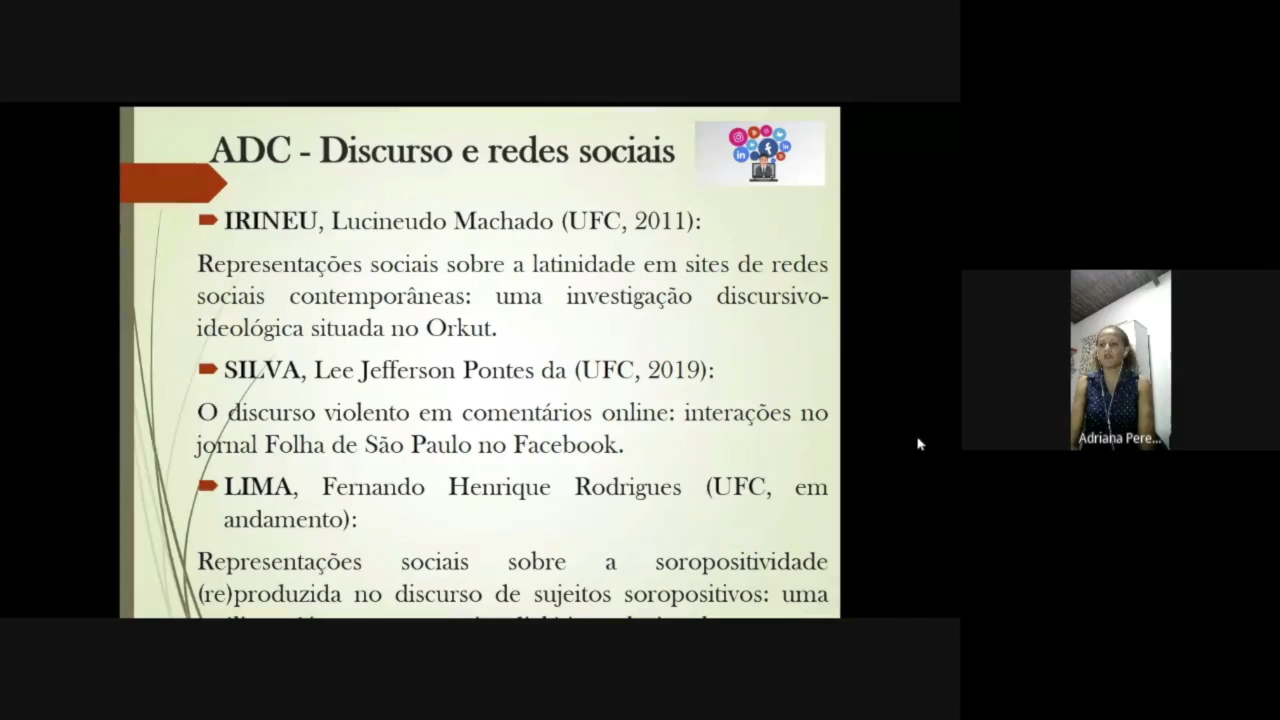 ADC - Discurso e redes sociais
IRINEU, Lucineudo Machado (UFC, 2011):
Representações sociais sobre a latinidade em sites de redes
sociais contemporâneas: uma investigação discursivo-
ideológica situada no Orkut.
SILVA, Lee Jefferson Pontes da (UFC, 2019):
O discurso violento em comentários online: interações no
jornal Folha de São Paulo no Facebook.
LIMA, Fernando Henrique Rodrigues (UFC, em
andamento):
Representações sociais sobre a soropositividade
(re)produzida no discurso de sujeitos soropositivos: uma
Adriana Pere...